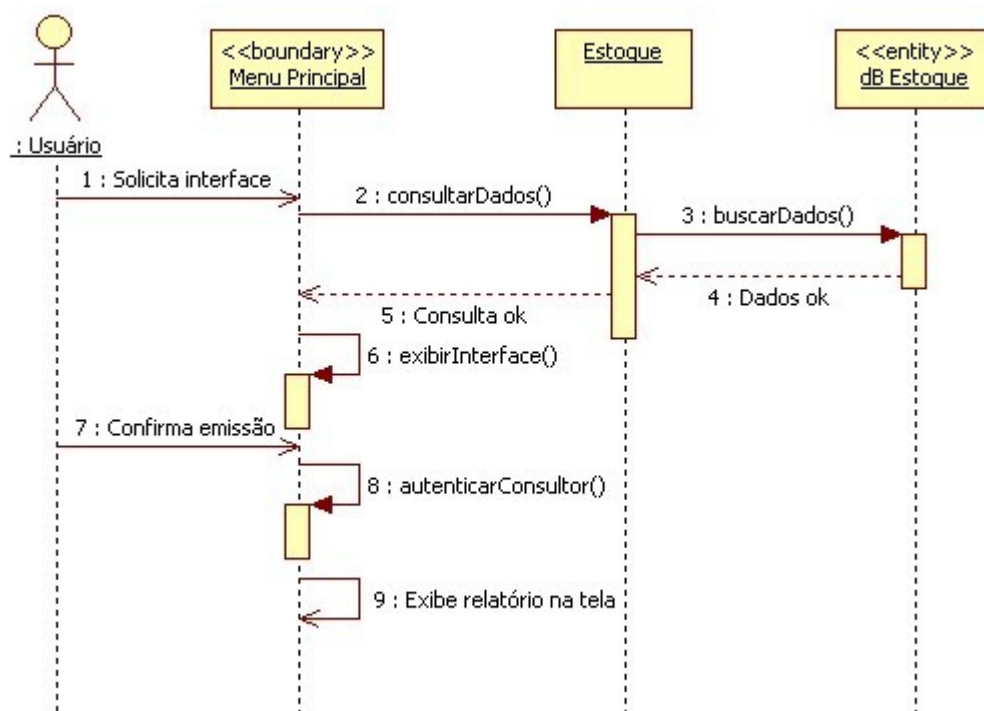 <<boundary>>
Menu Principal
Estoque
<<entity>>
dB Estoque
: Usuário
1 : Solicita interface
2 : consultarDados()
3 : buscarDados()
4 : Dados ok
5 : Consulta ok
6 : exibirInterface()
7 : Confirma emissão
8 : autenticarConsultor()
9 : Exibe relatório na tela